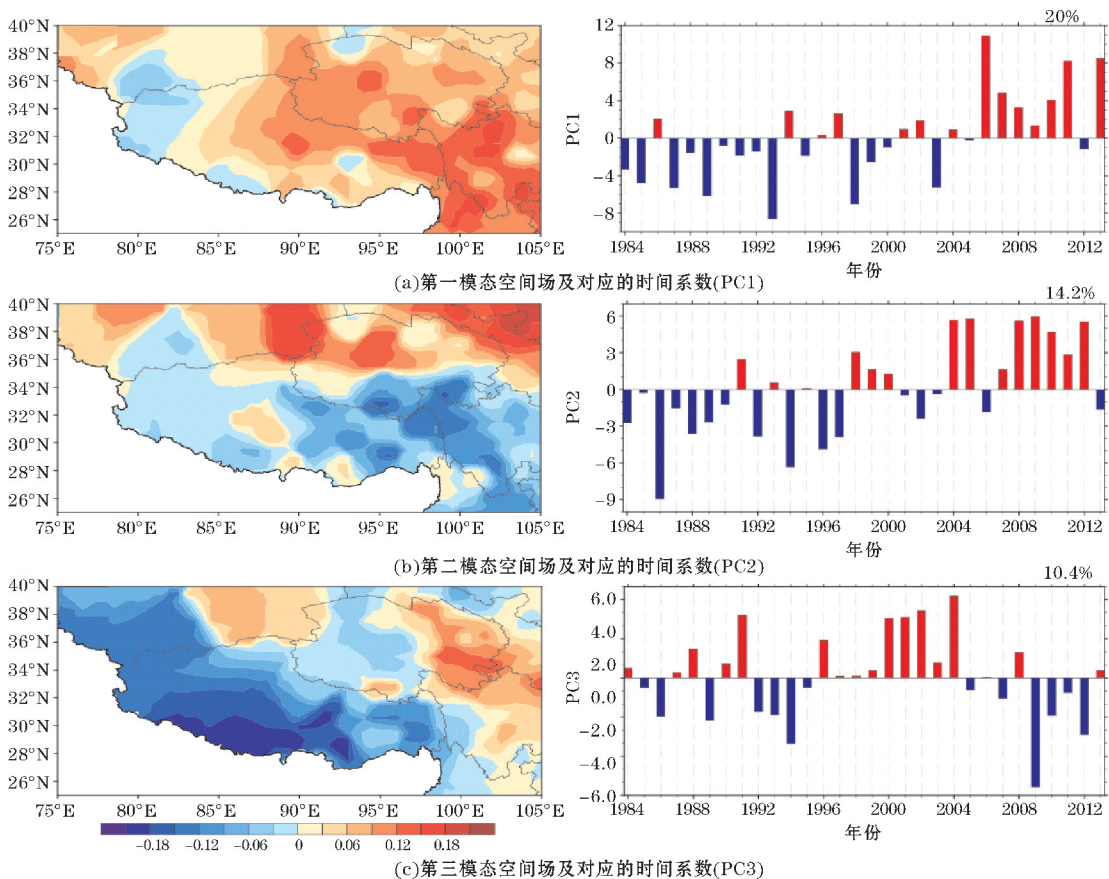 40°N
38°N
36°N
34°N
32°N
30°N
28°N
26°N
75°E 80°E 85°E 90°E 95°E 100°E 105°E
20%
12
8
4
0
-4
-8
PC1
1984 1988 1992 1996 2000 2004 2008 2012
年份
(a)第一模态空间场及对应的时间系数(PC1)
40°N
38°N
36°N
34°N
32°N
30°N
28°N
26°N
75°E 80°E 85°E 90°E 95°E 100°E 105°E
14.2%
6
3
0
-3
-6
-9
PC2
1984 1988 1992 1996 2000 2004 2008 2012
年份
(b)第二模态空间场及对应的时间系数(PC2)
40°N
38°N
36°N
34°N
32°N
30°N
28°N
26°N
75°E 80°E 85°E 90°E 95°E 100°E 105°E
10.4%
6.0
4.0
2.0
0.0
-2.0
-4.0
-6.0
PC3
1984 1988 1992 1996 2000 2004 2008 2012
年份
-0.18 -0.12 -0.06 0 0.06 0.12 0.18
(c)第三模态空间场及对应的时间系数(PC3)